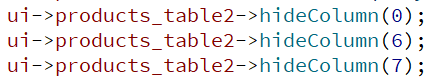 ui->products_table2->hideColumn(0);
ui->products_table2->hideColumn(6);
ui->products_table2->hideColumn(7);